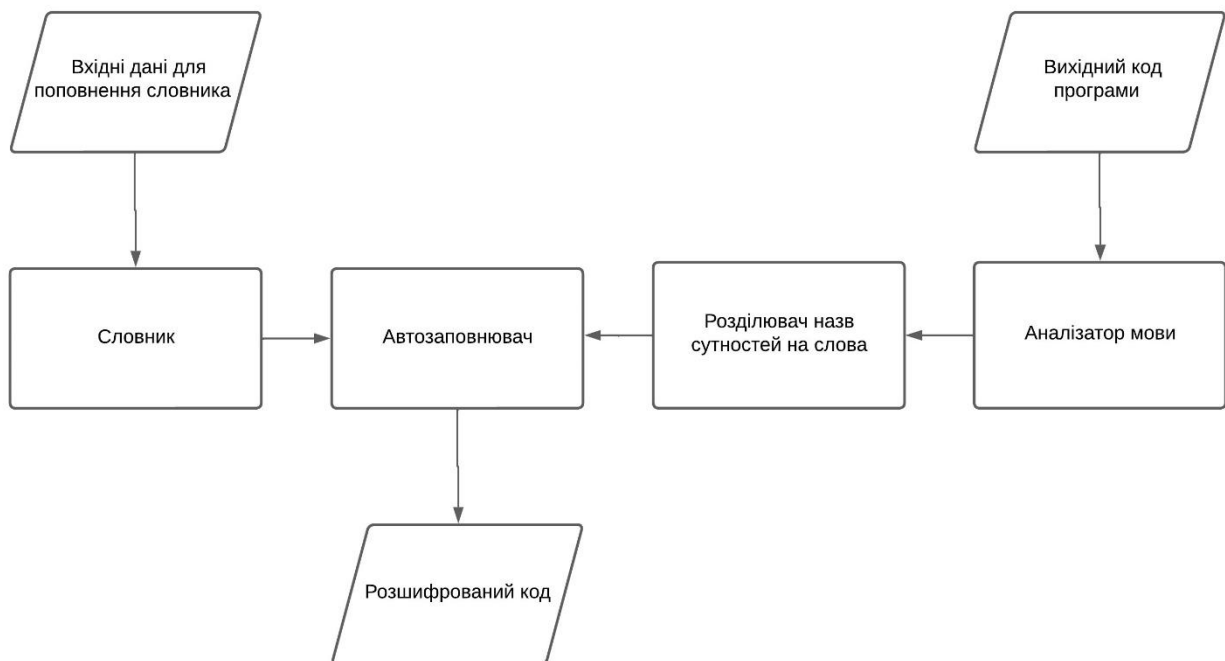 Вхідні дані для
поповнення словника
Вихідний код
програми
Словник
Автозаповнювач
Розділювач назв
сутностей на слова
Аналізатор мови
Розшифрований код